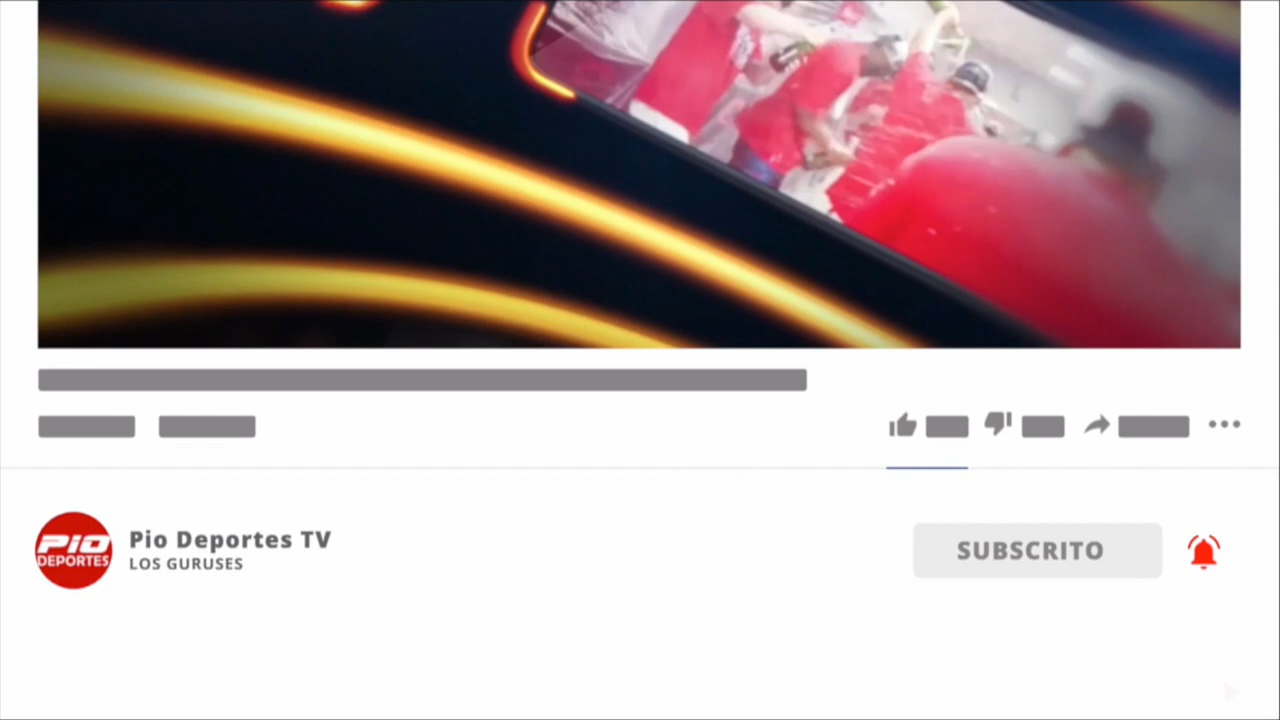 PIO
DEPORTES
Pio Deportes TV
LOS GURUSES
SUBSCRITO